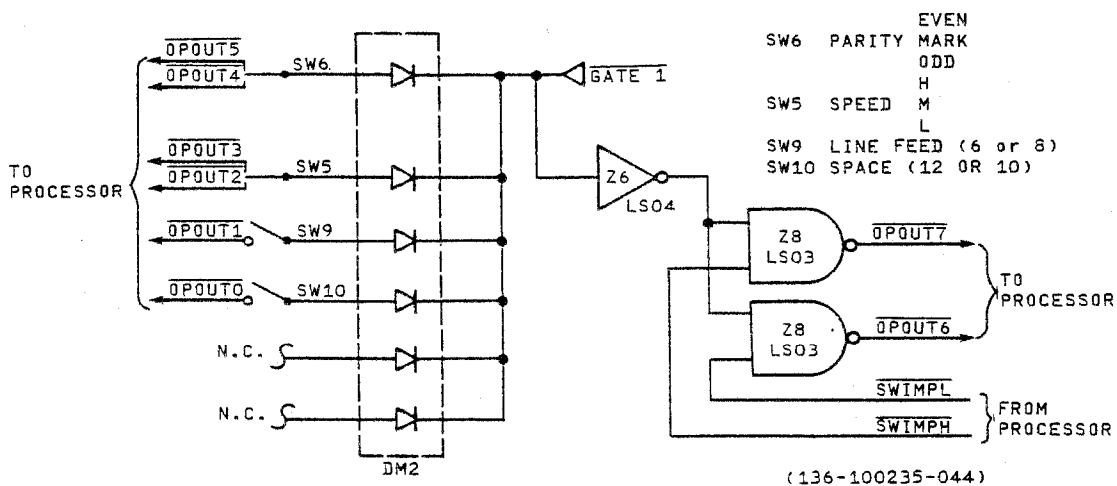 OPOUT5
OPOUT4
SW6
GATE 1
OPOUT3
OPOUT2
SW5
TO
PROCESSOR
OPOUT1
SW9
OPOUT0
SW10
N.C.
N.C.
DM2
Z6
LS04
EVEN
SW6 PARITY MARK
ODD
H
SW5 SPEED M
L
SW9 LINE FEED (6 or 8)
SW10 SPACE (12 OR 10)
Z8
LS03
OPOUT7
Z8
LS03
OPOUT6
TO
PROCESSOR
SWIMPL
SWIMPH
FROM
PROCESSOR
(136-100235-044)